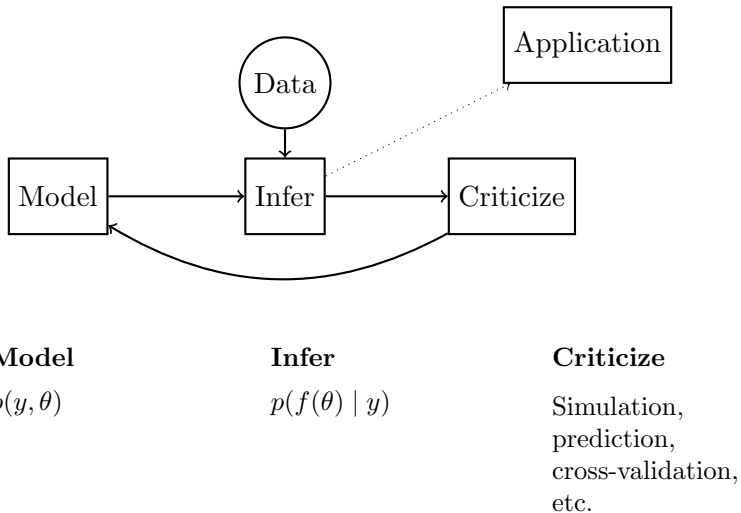 Application
Data
Model
Infer
Criticize
Model
Infer
Criticize
p(y, θ)
p(f(θ) | y)
Simulation,
prediction,
cross-validation,
etc.